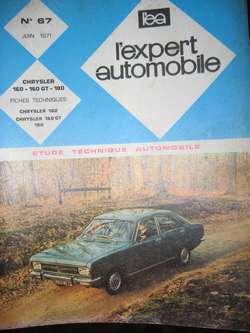 N° 67
JUIN 1971
l'ea
l'expert
automobile
CHRYSLER
160 - 160 GT - 180
FICHES TECHNIQUES
CHRYSLER 160
CHRYSLER 160 GT
180
ETUDE TECHNIQUE AUTOMOBILE